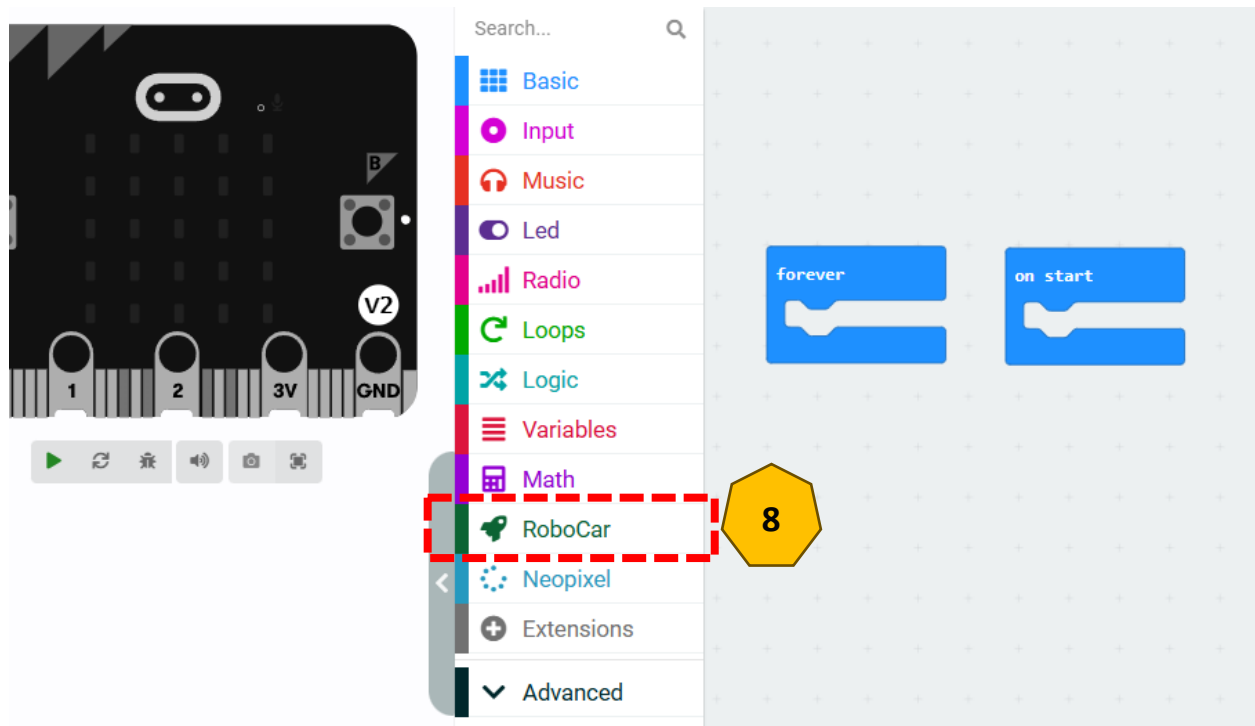 B
V2
1
2
3V
GND
Search...
Basic
Input
Music
Led
Radio
Loops
Logic
Variables
Math
RoboCar
Neopixel
Extensions
Advanced
8
forever
on start